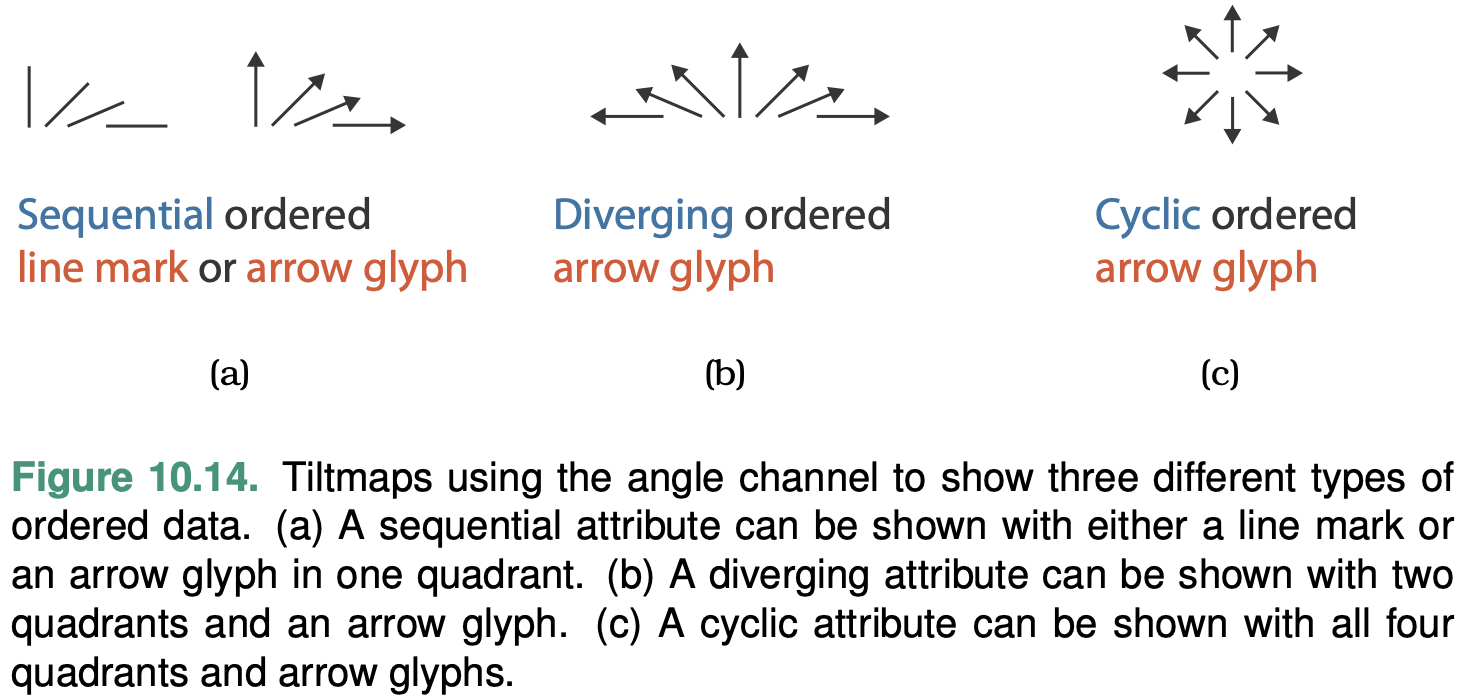 Sequential ordered
line mark or arrow glyph
Diverging ordered
arrow glyph
Cyclic ordered
arrow glyph
(a)
(b)
(c)
Figure 10.14. Tiltmaps using the angle channel to show three different types of
ordered data. (a) A sequential attribute can be shown with either a line mark or
an arrow glyph in one quadrant. (b) A diverging attribute can be shown with two
quadrants and an arrow glyph. (c) A cyclic attribute can be shown with all four
quadrants and arrow glyphs.